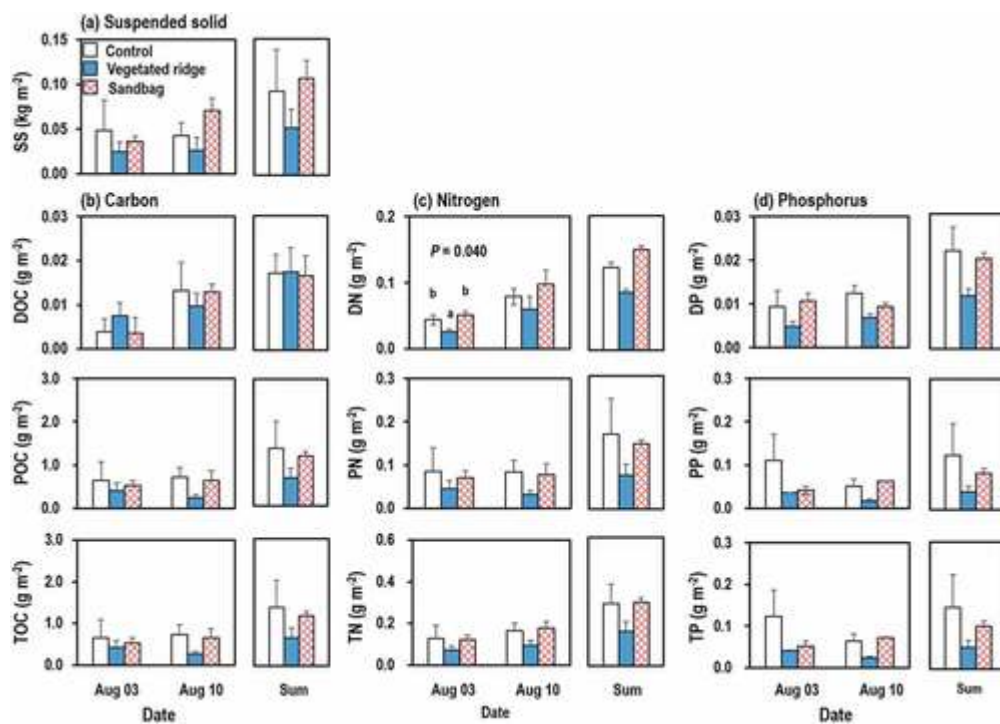 (a) Suspended solid
0.15
0.10
0.05
0.00
SS (kg m⁻²)
Control
Vegetated ridge
Sandbag
(b) Carbon
0.03
0.02
0.01
0.00
DOC (g m⁻²)
(c) Nitrogen
0.2
0.1
0.0
DN (g m⁻²)
P = 0.040
b
a
b
(d) Phosphorus
0.03
0.02
0.01
0.00
DP (g m⁻²)
3.0
2.0
1.0
0.0
POC (g m⁻²)
0.3
0.2
0.1
0.0
PN (g m⁻²)
0.3
0.2
0.1
0.0
PP (g m⁻²)
3.0
2.0
1.0
0.0
TOC (g m⁻²)
Aug 03 Aug 10 Sum
Date
0.6
0.4
0.2
0.0
TN (g m⁻²)
Aug 03 Aug 10 Sum
Date
0.3
0.2
0.1
0.0
TP (g m⁻²)
Aug 03 Aug 10 Sum
Date